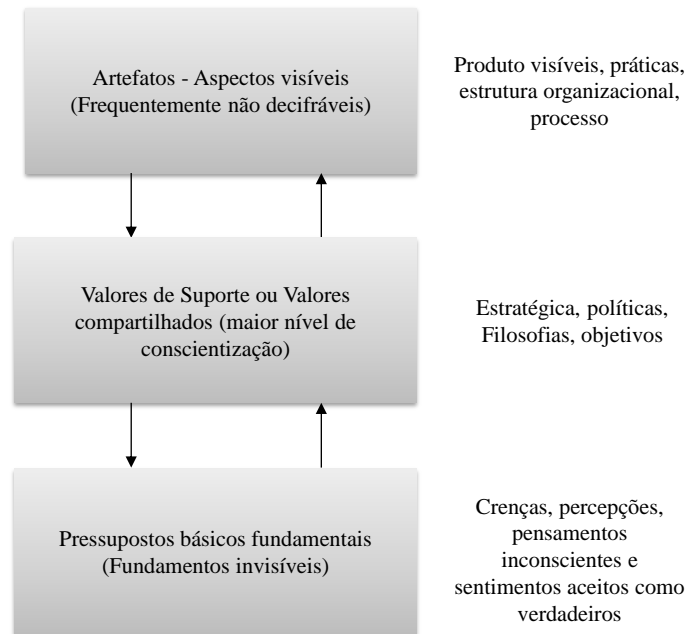 Artefatos - Aspectos visíveis
(Frequentemente não decifráveis)
Produto visíveis, práticas,
estrutura organizacional,
processo
Valores de Suporte ou Valores
compartilhados (maior nível de
conscientização)
Estratégica, políticas,
Filosofias, objetivos
Pressupostos básicos fundamentais
(Fundamentos invisíveis)
Crenças, percepções,
pensamentos
inconscientes e
sentimentos aceitos como
verdadeiros